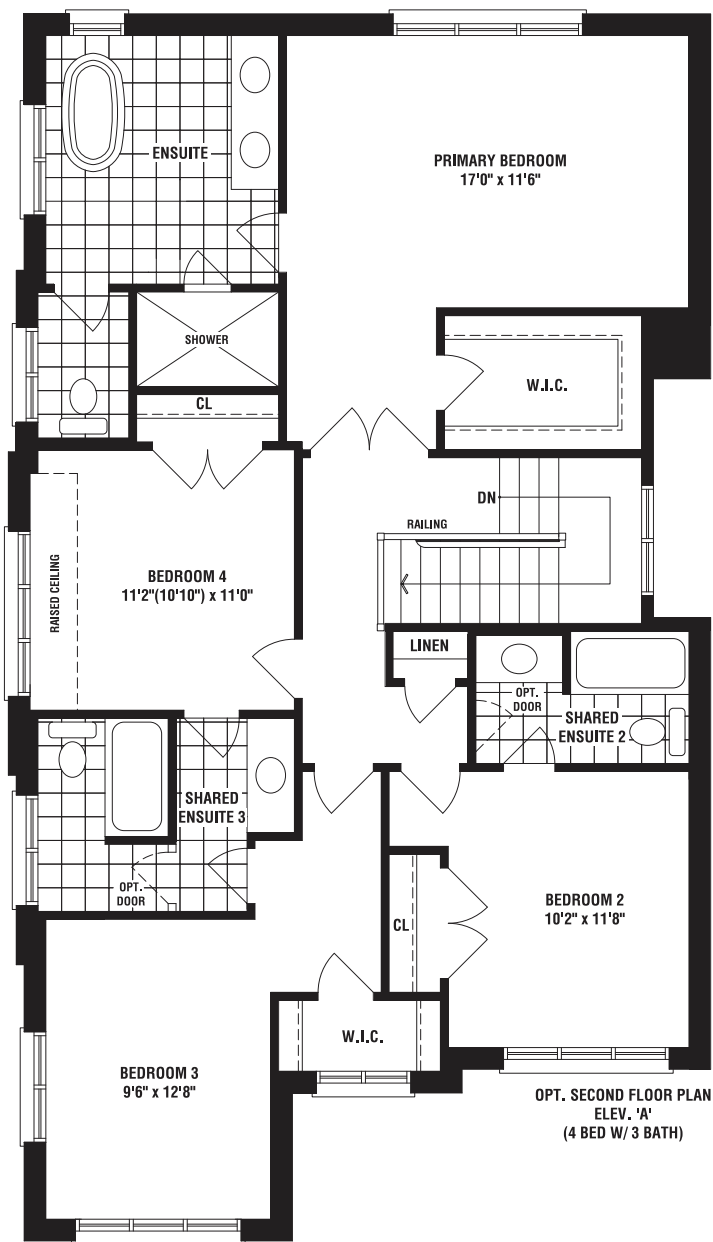 ENSUITE
PRIMARY BEDROOM
17'0" x 11'6"
SHOWER
CL
W.I.C.
DN
RAILING
RAISED CEILING
BEDROOM 4
11'2"(10'10") x 11'0"
LINEN
OPT.
DOOR
SHARED
ENSUITE 2
SHARED
ENSUITE 3
OPT.
DOOR
BEDROOM 2
10'2" x 11'8"
CL
W.I.C.
BEDROOM 3
9'6" x 12'8"
OPT. SECOND FLOOR PLAN
ELEV. 'A'
(4 BED W/ 3 BATH)